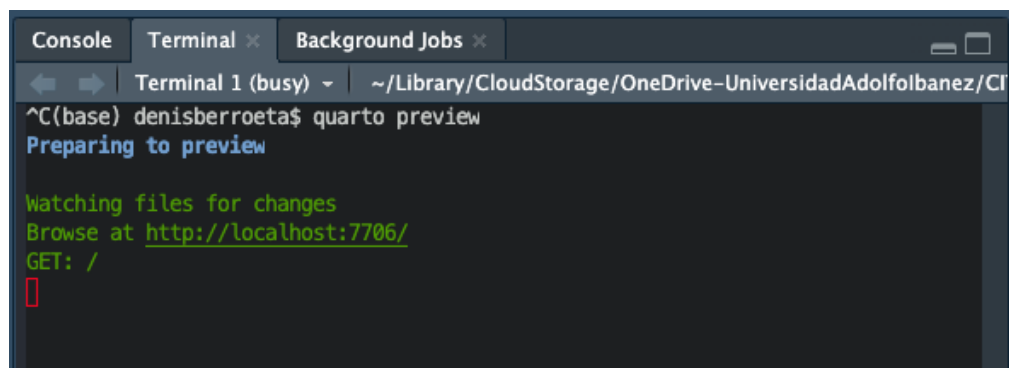 Console Terminal × Background Jobs ×
Terminal 1 (busy) ~/Library/CloudStorage/OneDrive-UniversidadAdolfoIbanez/CI
^C(base) denisberroeta$ quarto preview
Preparing to preview
Watching files for changes
Browse at http://localhost:7706/
GET: /